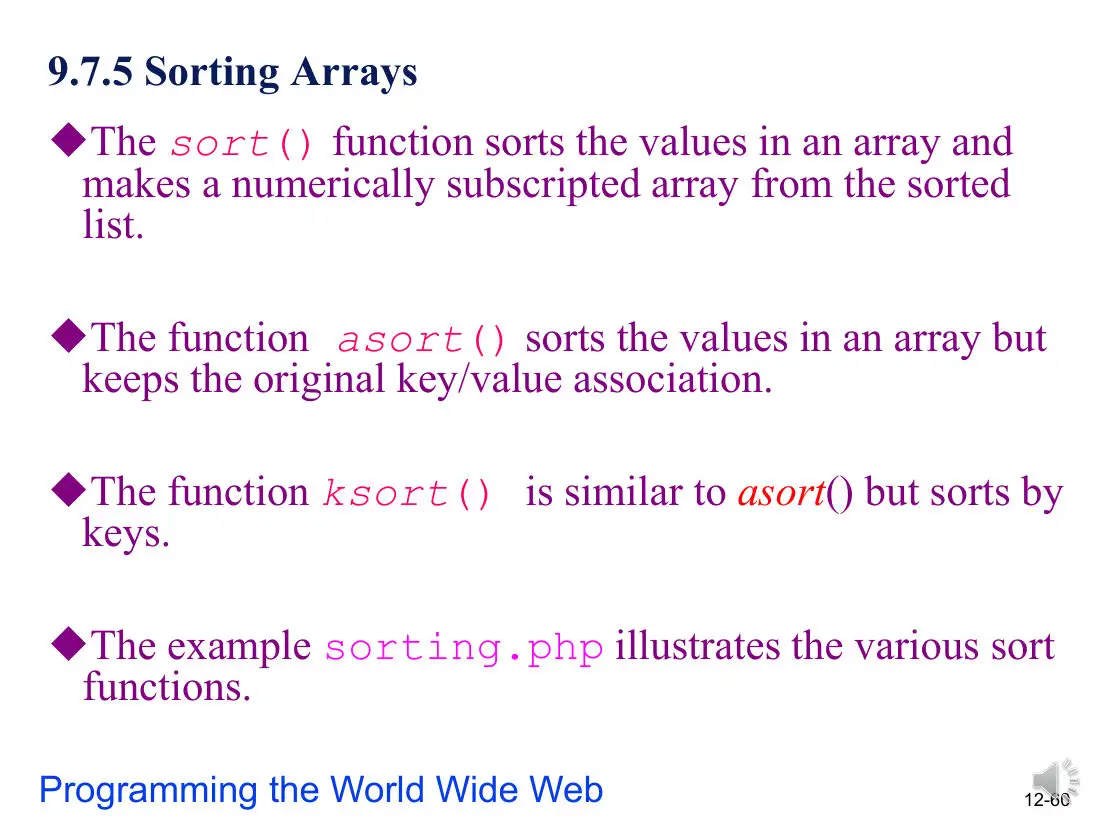 9.7.5 Sorting Arrays
◆The sort() function sorts the values in an array and
makes a numerically subscripted array from the sorted
list.
◆The function asort() sorts the values in an array but
keeps the original key/value association.
◆The function ksort() is similar to asort() but sorts by
keys.
◆The example sorting.php illustrates the various sort
functions.
Programming the World Wide Web
12-60